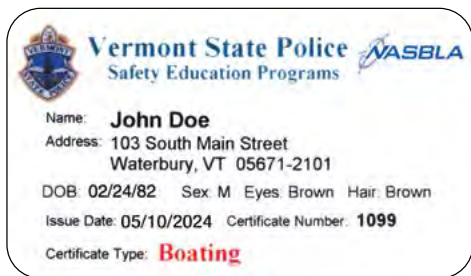 Vermont State Police NASBLA
Safety Education Programs
Name: John Doe
Address: 103 South Main Street
Waterbury, VT 05671-2101
DOB: 02/24/82 Sex: M Eyes: Brown Hair: Brown
Issue Date: 05/10/2024 Certificate Number: 1099
Certificate Type: Boating